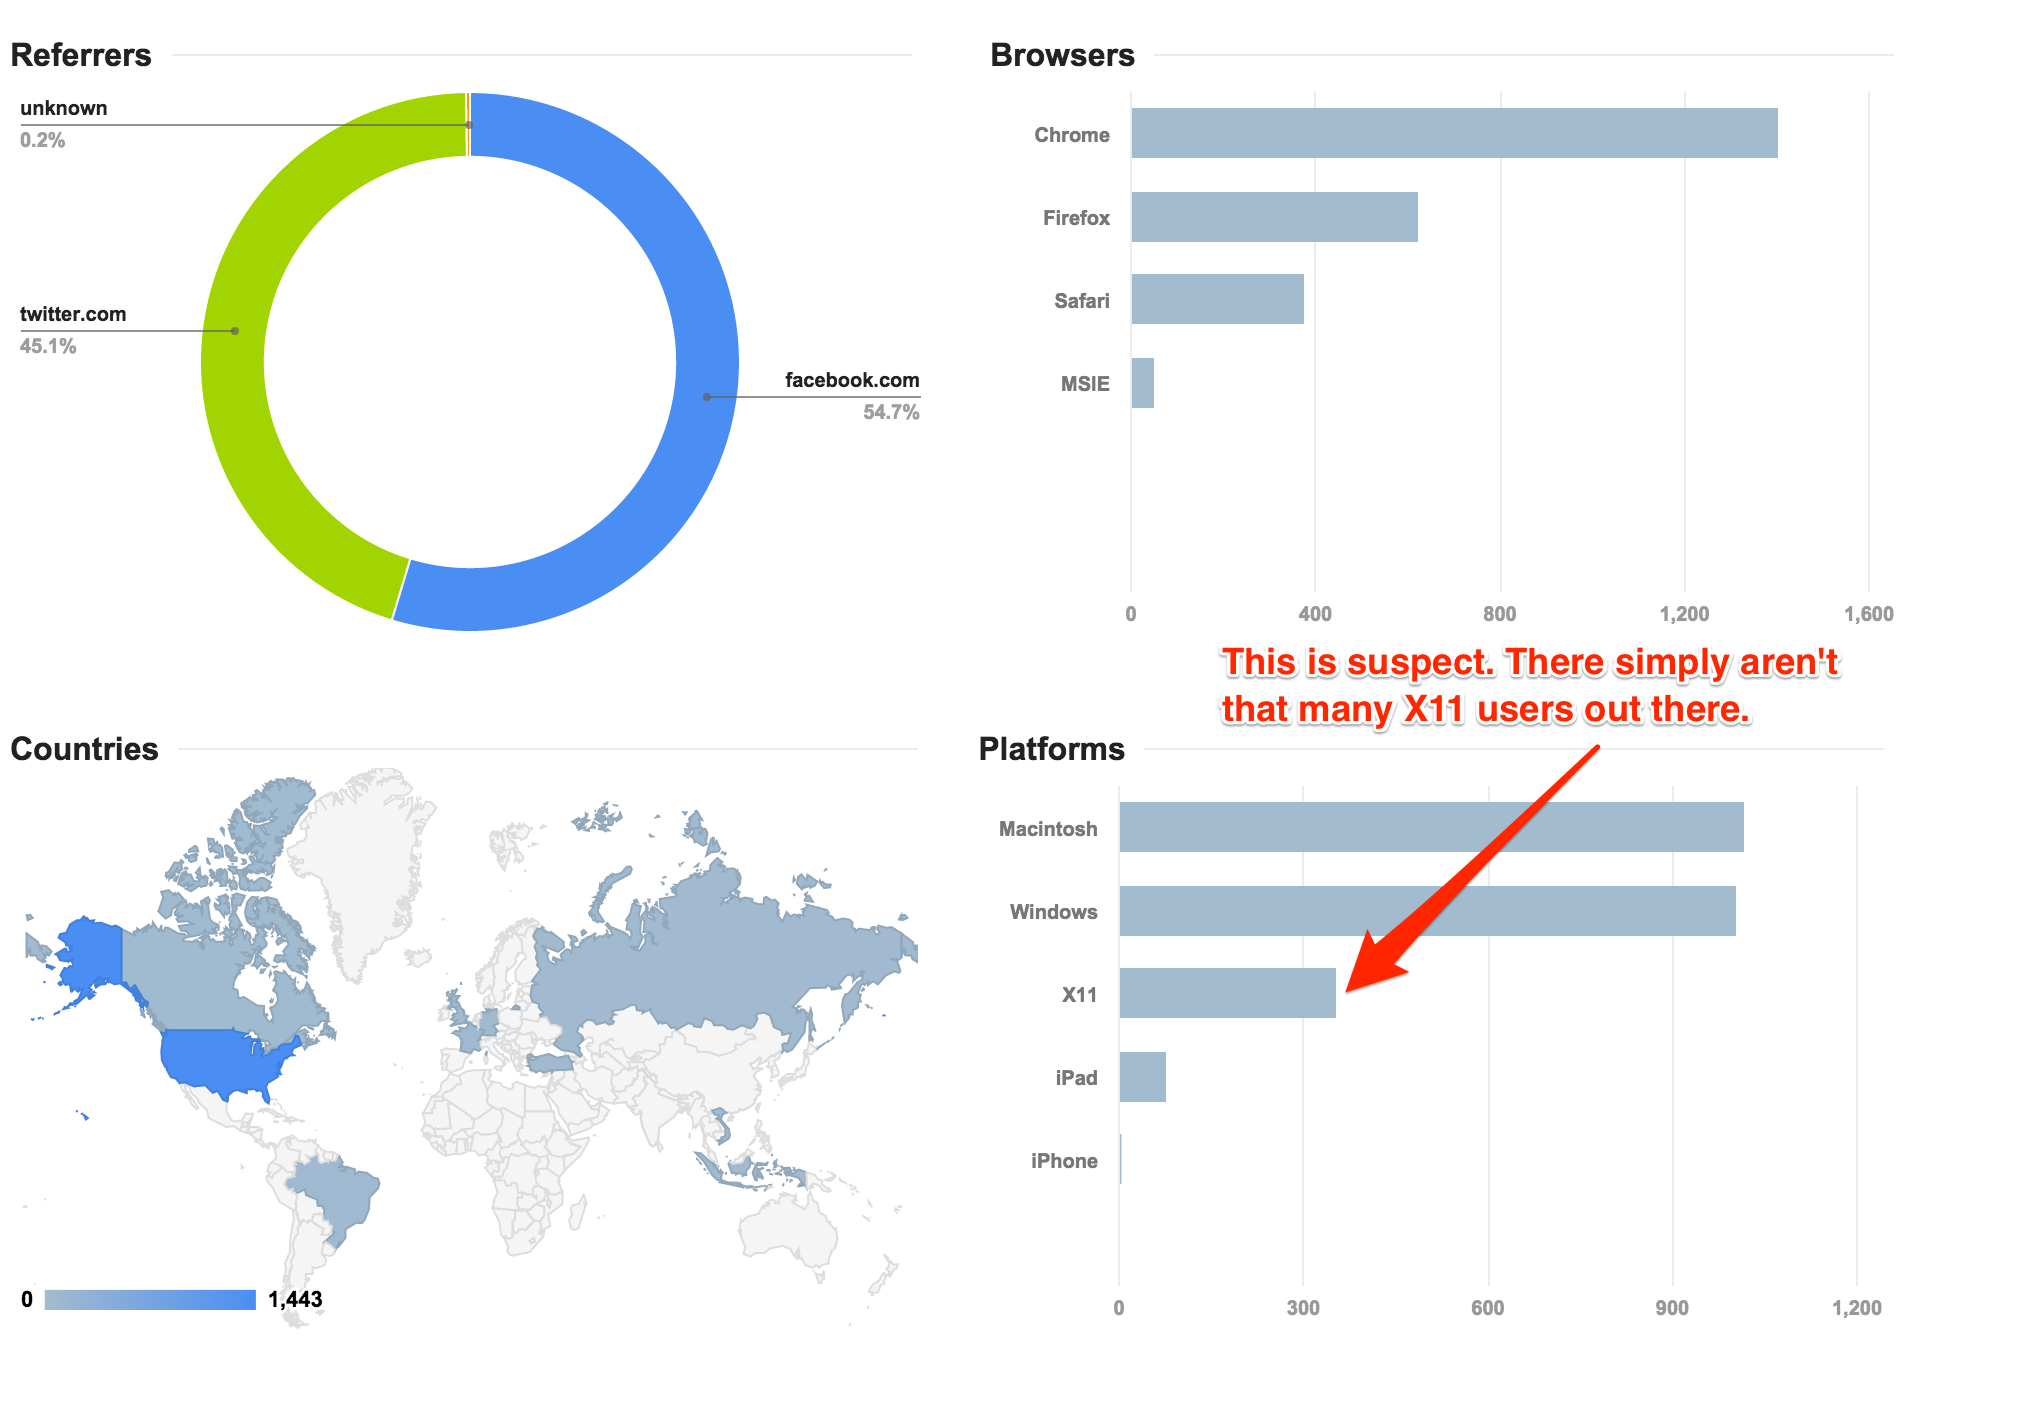 Referrers
unknown
0.2%
twitter.com
45.1%
facebook.com
54.7%
Browsers
Chrome
Firefox
Safari
MSIE
0 400 800 1,200 1,600
This is suspect. There simply aren't
that many X11 users out there.
Countries
0 1,443
Platforms
Macintosh
Windows
X11
iPad
iPhone
0 300 600 900 1,200